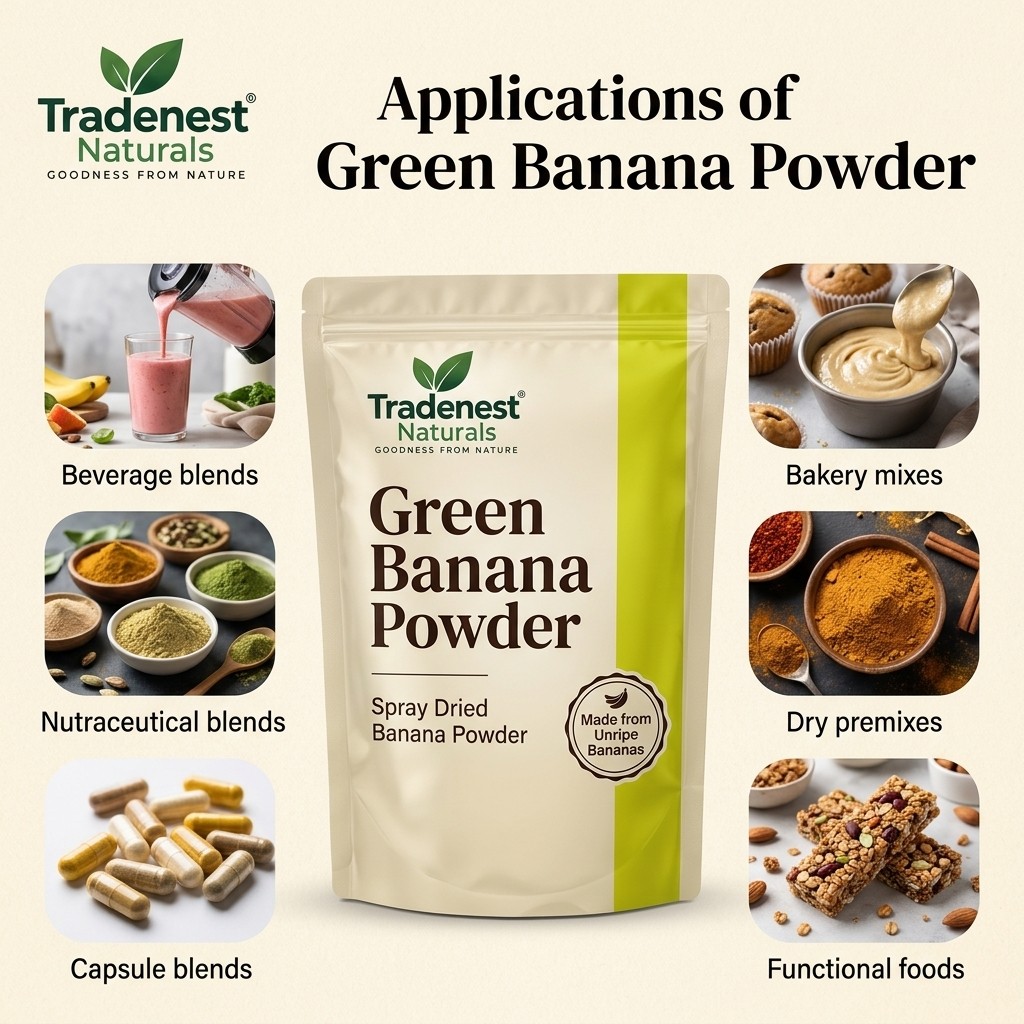 Tradenest®
Naturals
GOODNESS FROM NATURE
Applications of
Green Banana Powder
Beverage blends
Nutraceutical blends
Capsule blends
Tradenest®
Naturals
GOODNESS FROM NATURE
Green
Banana
Powder
Spray Dried
Banana Powder
Made from
Unripe
Bananas
Bakery mixes
Dry premixes
Functional foods